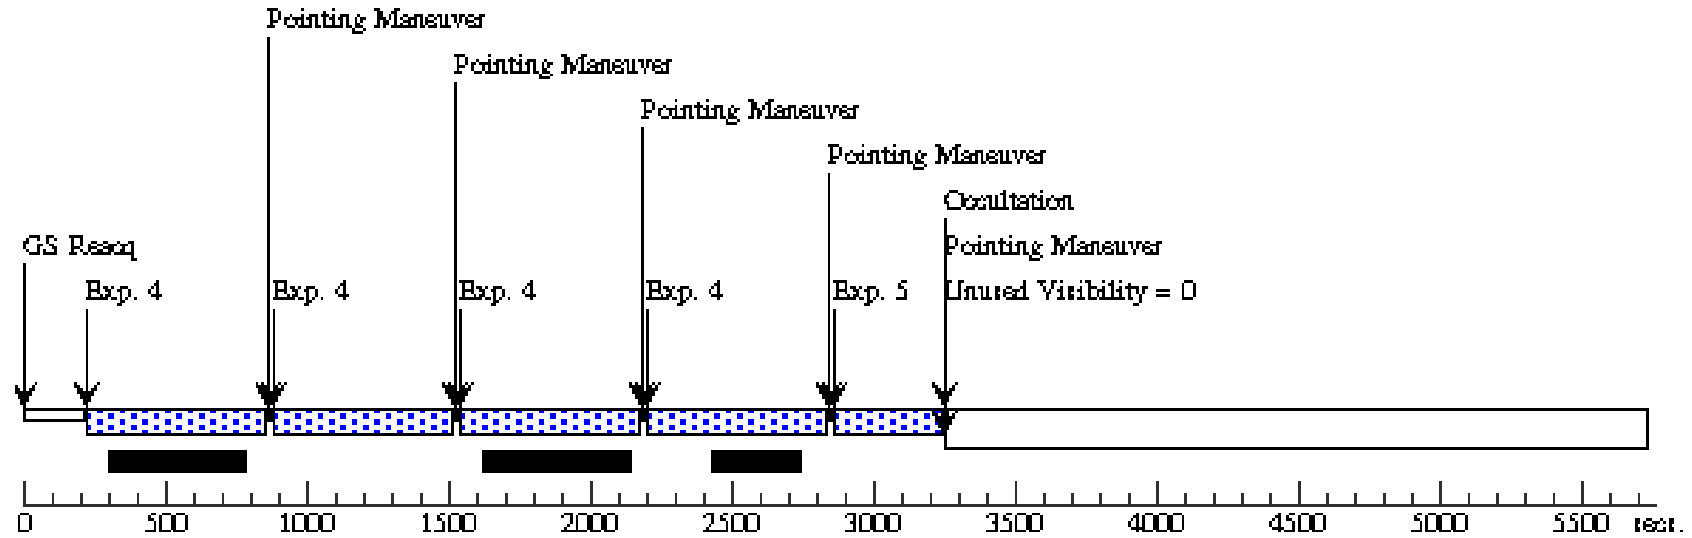 Pointing Maneuver
Pointing Maneuver
Pointing Maneuver
Pointing Maneuver
Occultation
GS Reacq
Pointing Maneuver
Exp. 4
Exp. 4
Exp. 4
Exp. 4
Exp. 5
Unused Visibility = 0
0 500 1000 1500 2000 2500 3000 3500 4000 4500 5000 5500 secs.